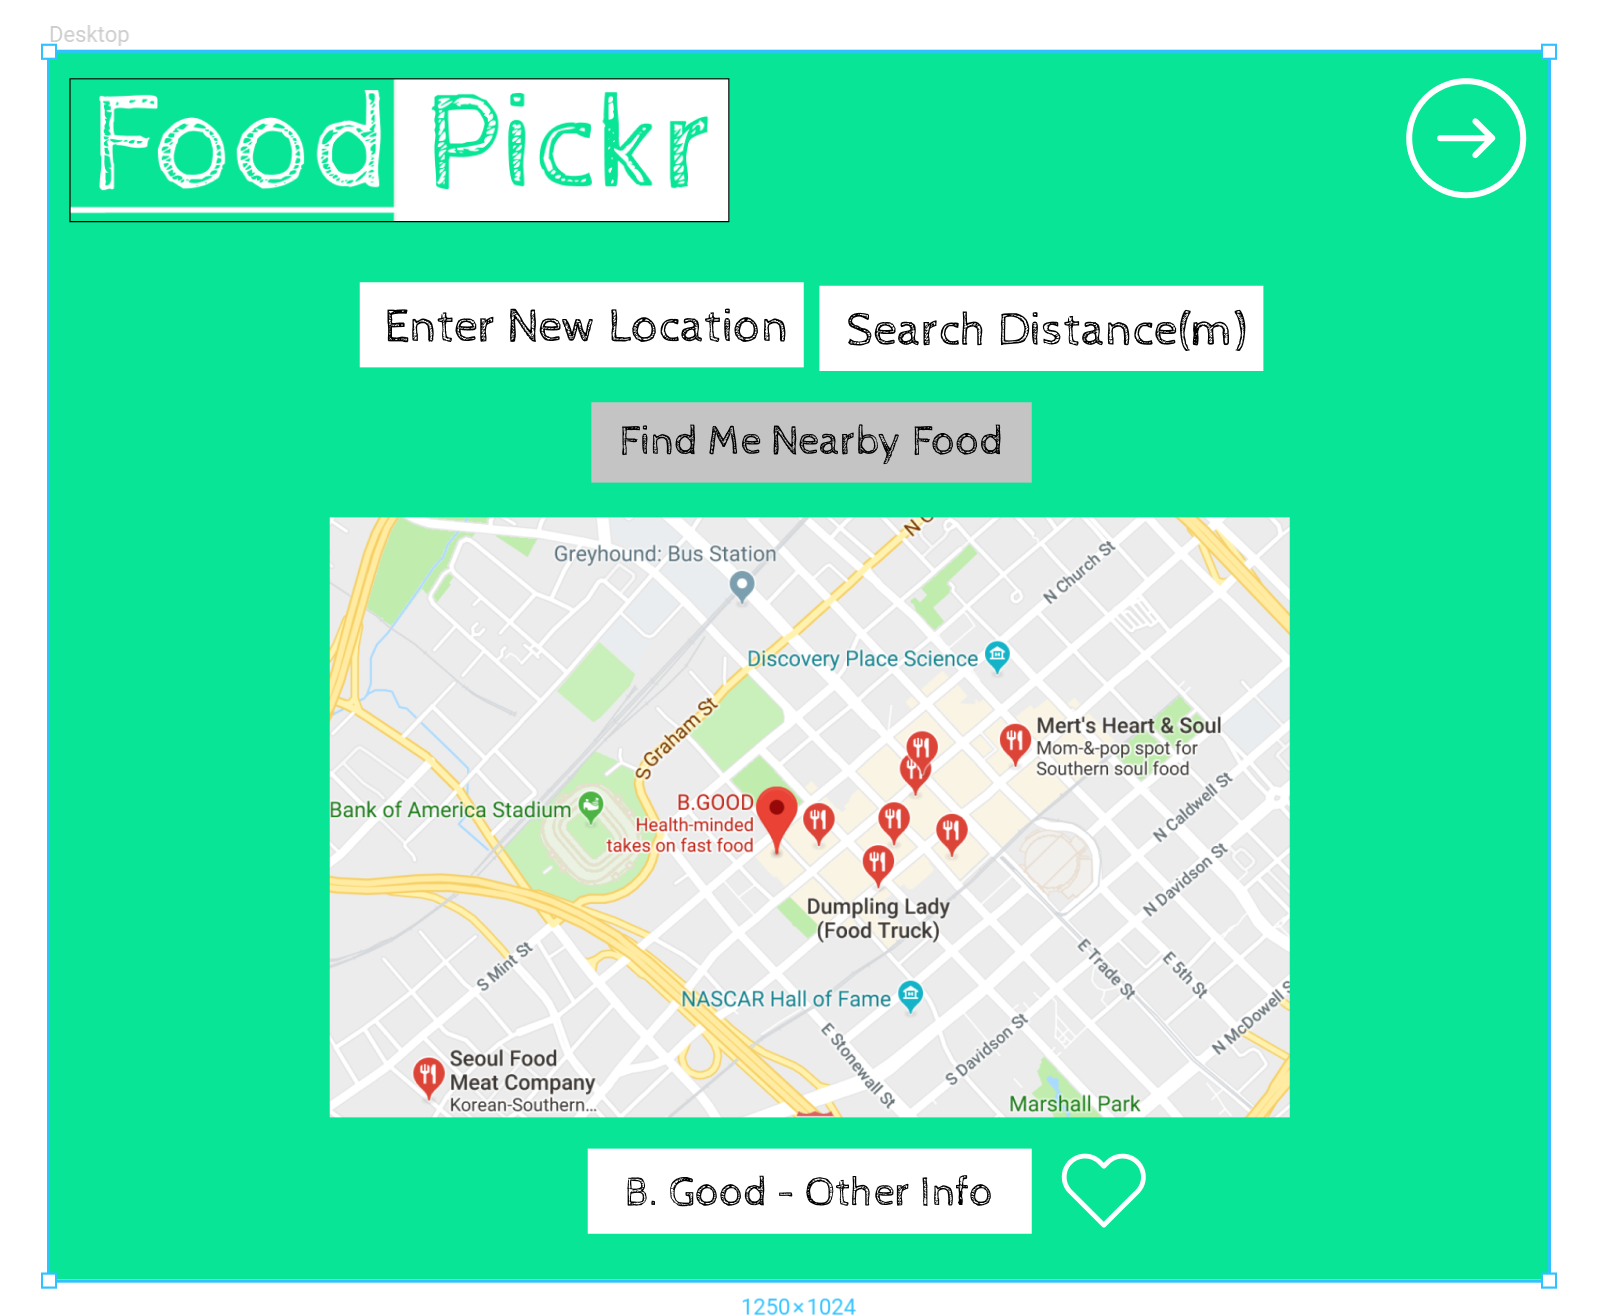 Desktop
Food Pickr
Enter New Location
Search Distance(m)
Find Me Nearby Food
Greyhound: Bus Station
N Church St
Discovery Place Science
S Graham St
Mert's Heart & Soul
Mom-&-pop spot for
Southern soul food
Bank of America Stadium
B.GOOD
Health-minded
takes on fast food
N Caldwell St
N Davidson St
Dumpling Lady
(Food Truck)
S Mint St
E Trade St
E 5th St
NASCAR Hall of Fame
N McDowell S
E Stonewall St
S Davidson St
Seoul Food
Meat Company
Korean-Southern...
Marshall Park
B. Good - Other Info
1250×1024